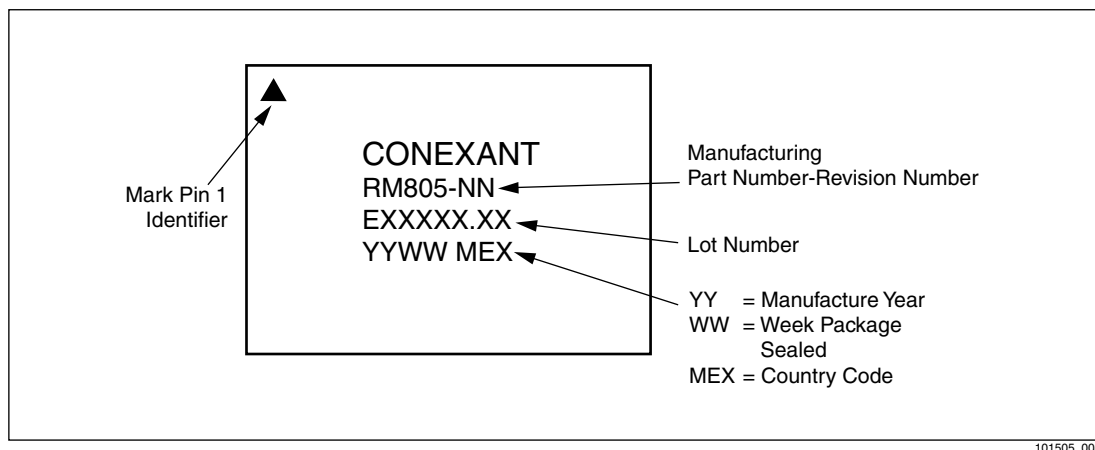 Mark Pin 1
Identifier
CONEXANT
RM805-NN
EXXXXX.XX
YYWW MEX
Manufacturing
Part Number-Revision Number
Lot Number
YY = Manufacture Year
WW = Week Package
Sealed
MEX = Country Code